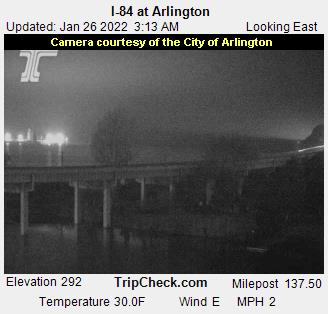 I-84 at Arlington
Updated: Jan 26 2022 3:13 AM Looking East
Camera courtesy of the City of Arlington
Elevation 292 TripCheck.com Milepost 137.50
Temperature 30.0F Wind E MPH 2